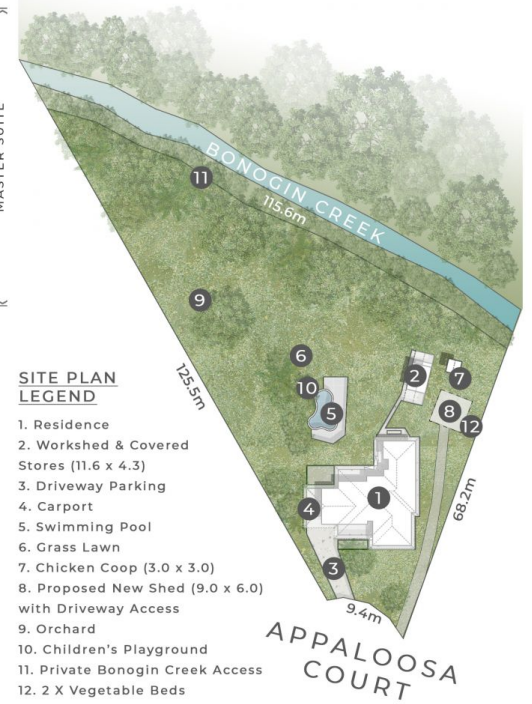 MASTER SUITE
BONOGIN CREEK
11
115.6m
9
6
125.5m
10
5
2
7
8
12
68.2m
1
4
3
9.4m
APPALOOSA
COURT
SITE PLAN
LEGEND
1. Residence
2. Workshed & Covered
Stores (11.6 x 4.3)
3. Driveway Parking
4. Carport
5. Swimming Pool
6. Grass Lawn
7. Chicken Coop (3.0 x 3.0)
8. Proposed New Shed (9.0 x 6.0)
with Driveway Access
9. Orchard
10. Children's Playground
11. Private Bonogin Creek Access
12. 2 X Vegetable Beds